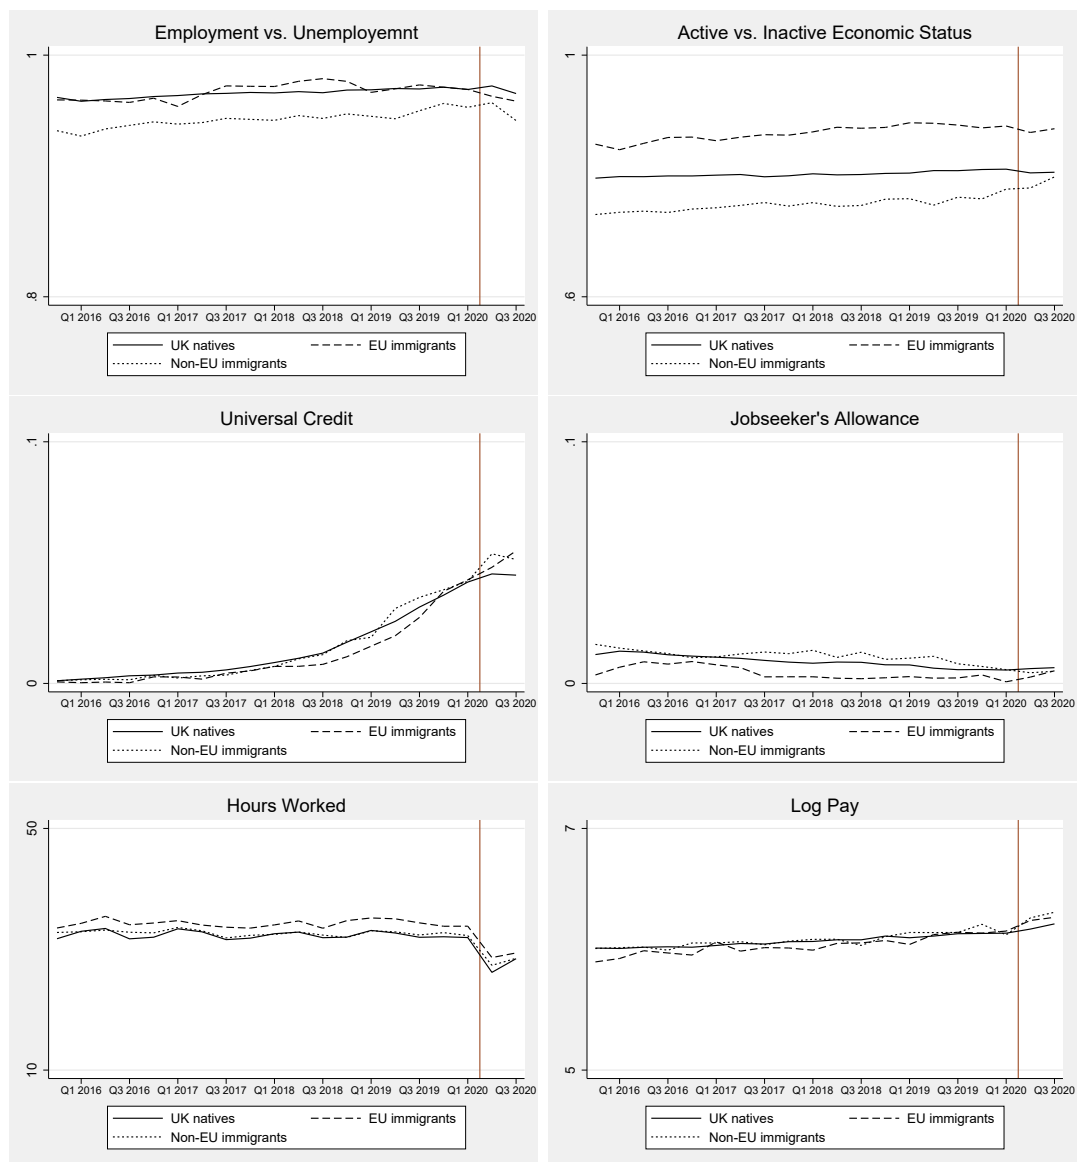 Employment vs. Unemployemnt
1
.8
Q1 2016 Q3 2016 Q1 2017 Q3 2017 Q1 2018 Q3 2018 Q1 2019 Q3 2019 Q1 2020 Q3 2020
UK natives EU immigrants
Non-EU immigrants
Active vs. Inactive Economic Status
1
.6
Q1 2016 Q3 2016 Q1 2017 Q3 2017 Q1 2018 Q3 2018 Q1 2019 Q3 2019 Q1 2020 Q3 2020
UK natives EU immigrants
Non-EU immigrants
Universal Credit
.1
0
Q1 2016 Q3 2016 Q1 2017 Q3 2017 Q1 2018 Q3 2018 Q1 2019 Q3 2019 Q1 2020 Q3 2020
UK natives EU immigrants
Non-EU immigrants
Jobseeker's Allowance
.1
0
Q1 2016 Q3 2016 Q1 2017 Q3 2017 Q1 2018 Q3 2018 Q1 2019 Q3 2019 Q1 2020 Q3 2020
UK natives EU immigrants
Non-EU immigrants
Hours Worked
50
10
Q1 2016 Q3 2016 Q1 2017 Q3 2017 Q1 2018 Q3 2018 Q1 2019 Q3 2019 Q1 2020 Q3 2020
UK natives EU immigrants
Non-EU immigrants
Log Pay
7
5
Q1 2016 Q3 2016 Q1 2017 Q3 2017 Q1 2018 Q3 2018 Q1 2019 Q3 2019 Q1 2020 Q3 2020
UK natives EU immigrants
Non-EU immigrants